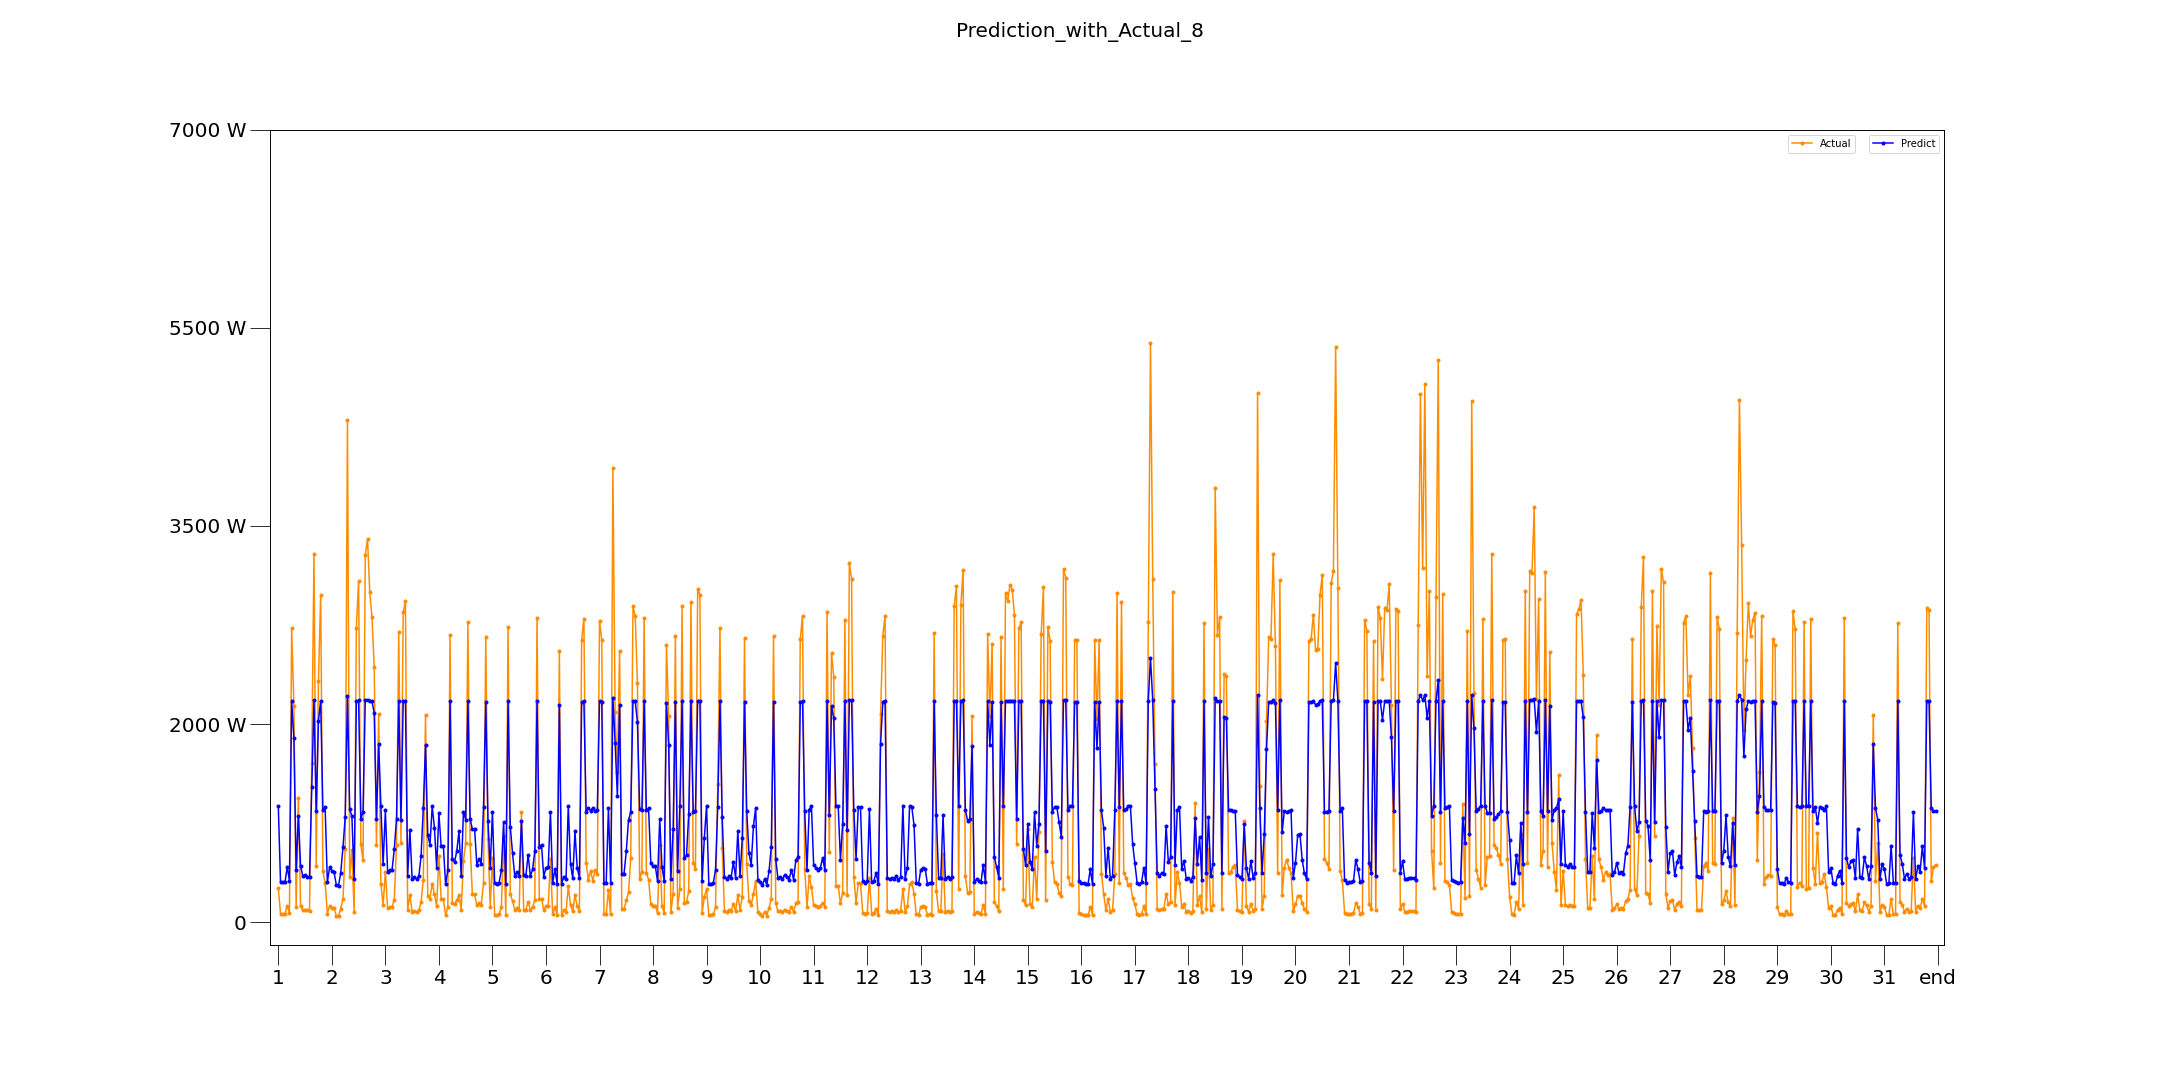 Prediction_with_Actual_8
7000 W
Actual Predict
5500 W
3500 W
2000 W
0
1 2 3 4 5 6 7 8 9 10 11 12 13 14 15 16 17 18 19 20 21 22 23 24 25 26 27 28 29 30 31 end